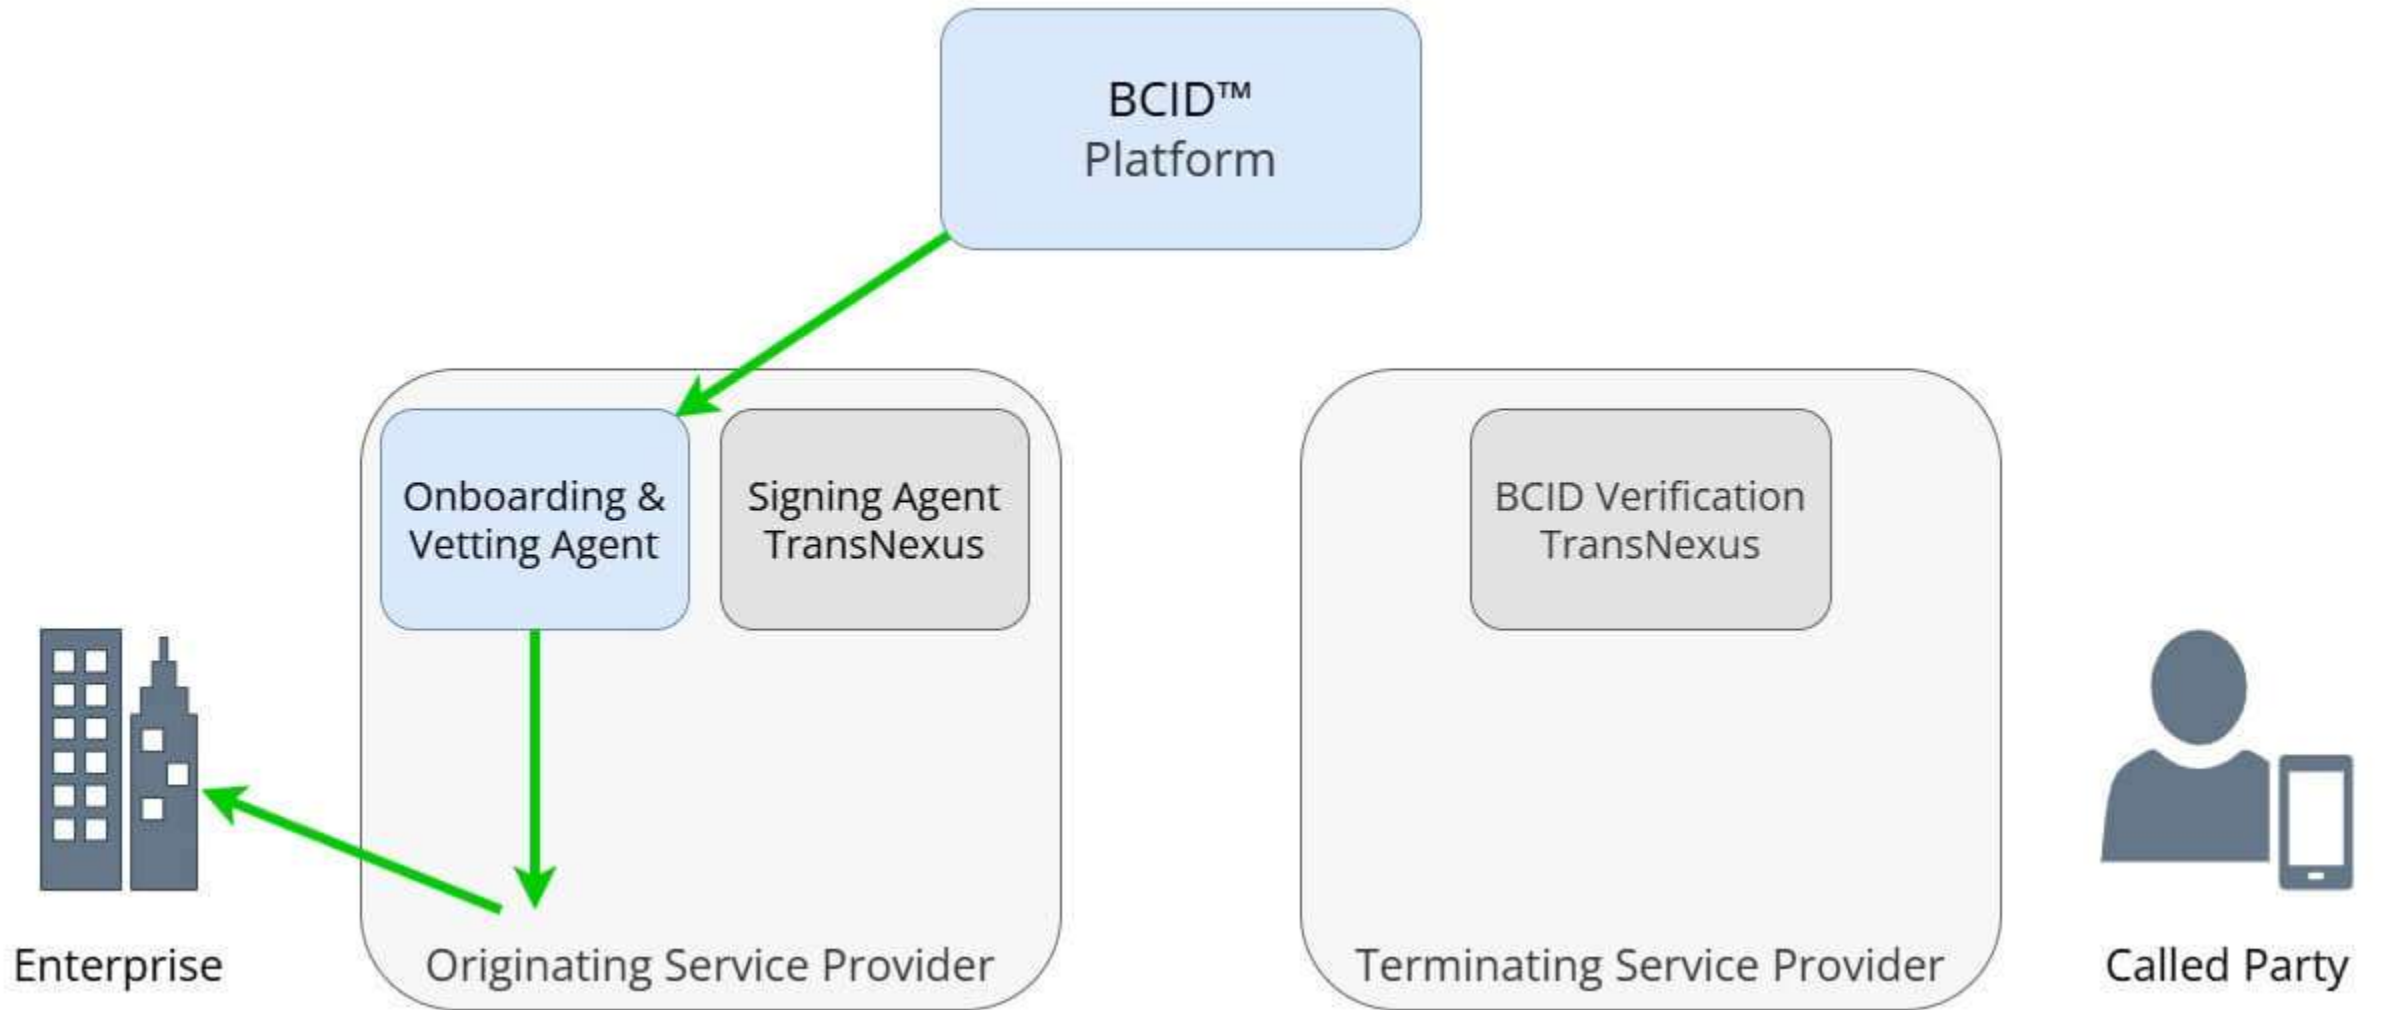 BCID™
Platform
Onboarding &
Vetting Agent
Signing Agent
TransNexus
BCID Verification
TransNexus
Enterprise
Originating Service Provider
Terminating Service Provider
Called Party